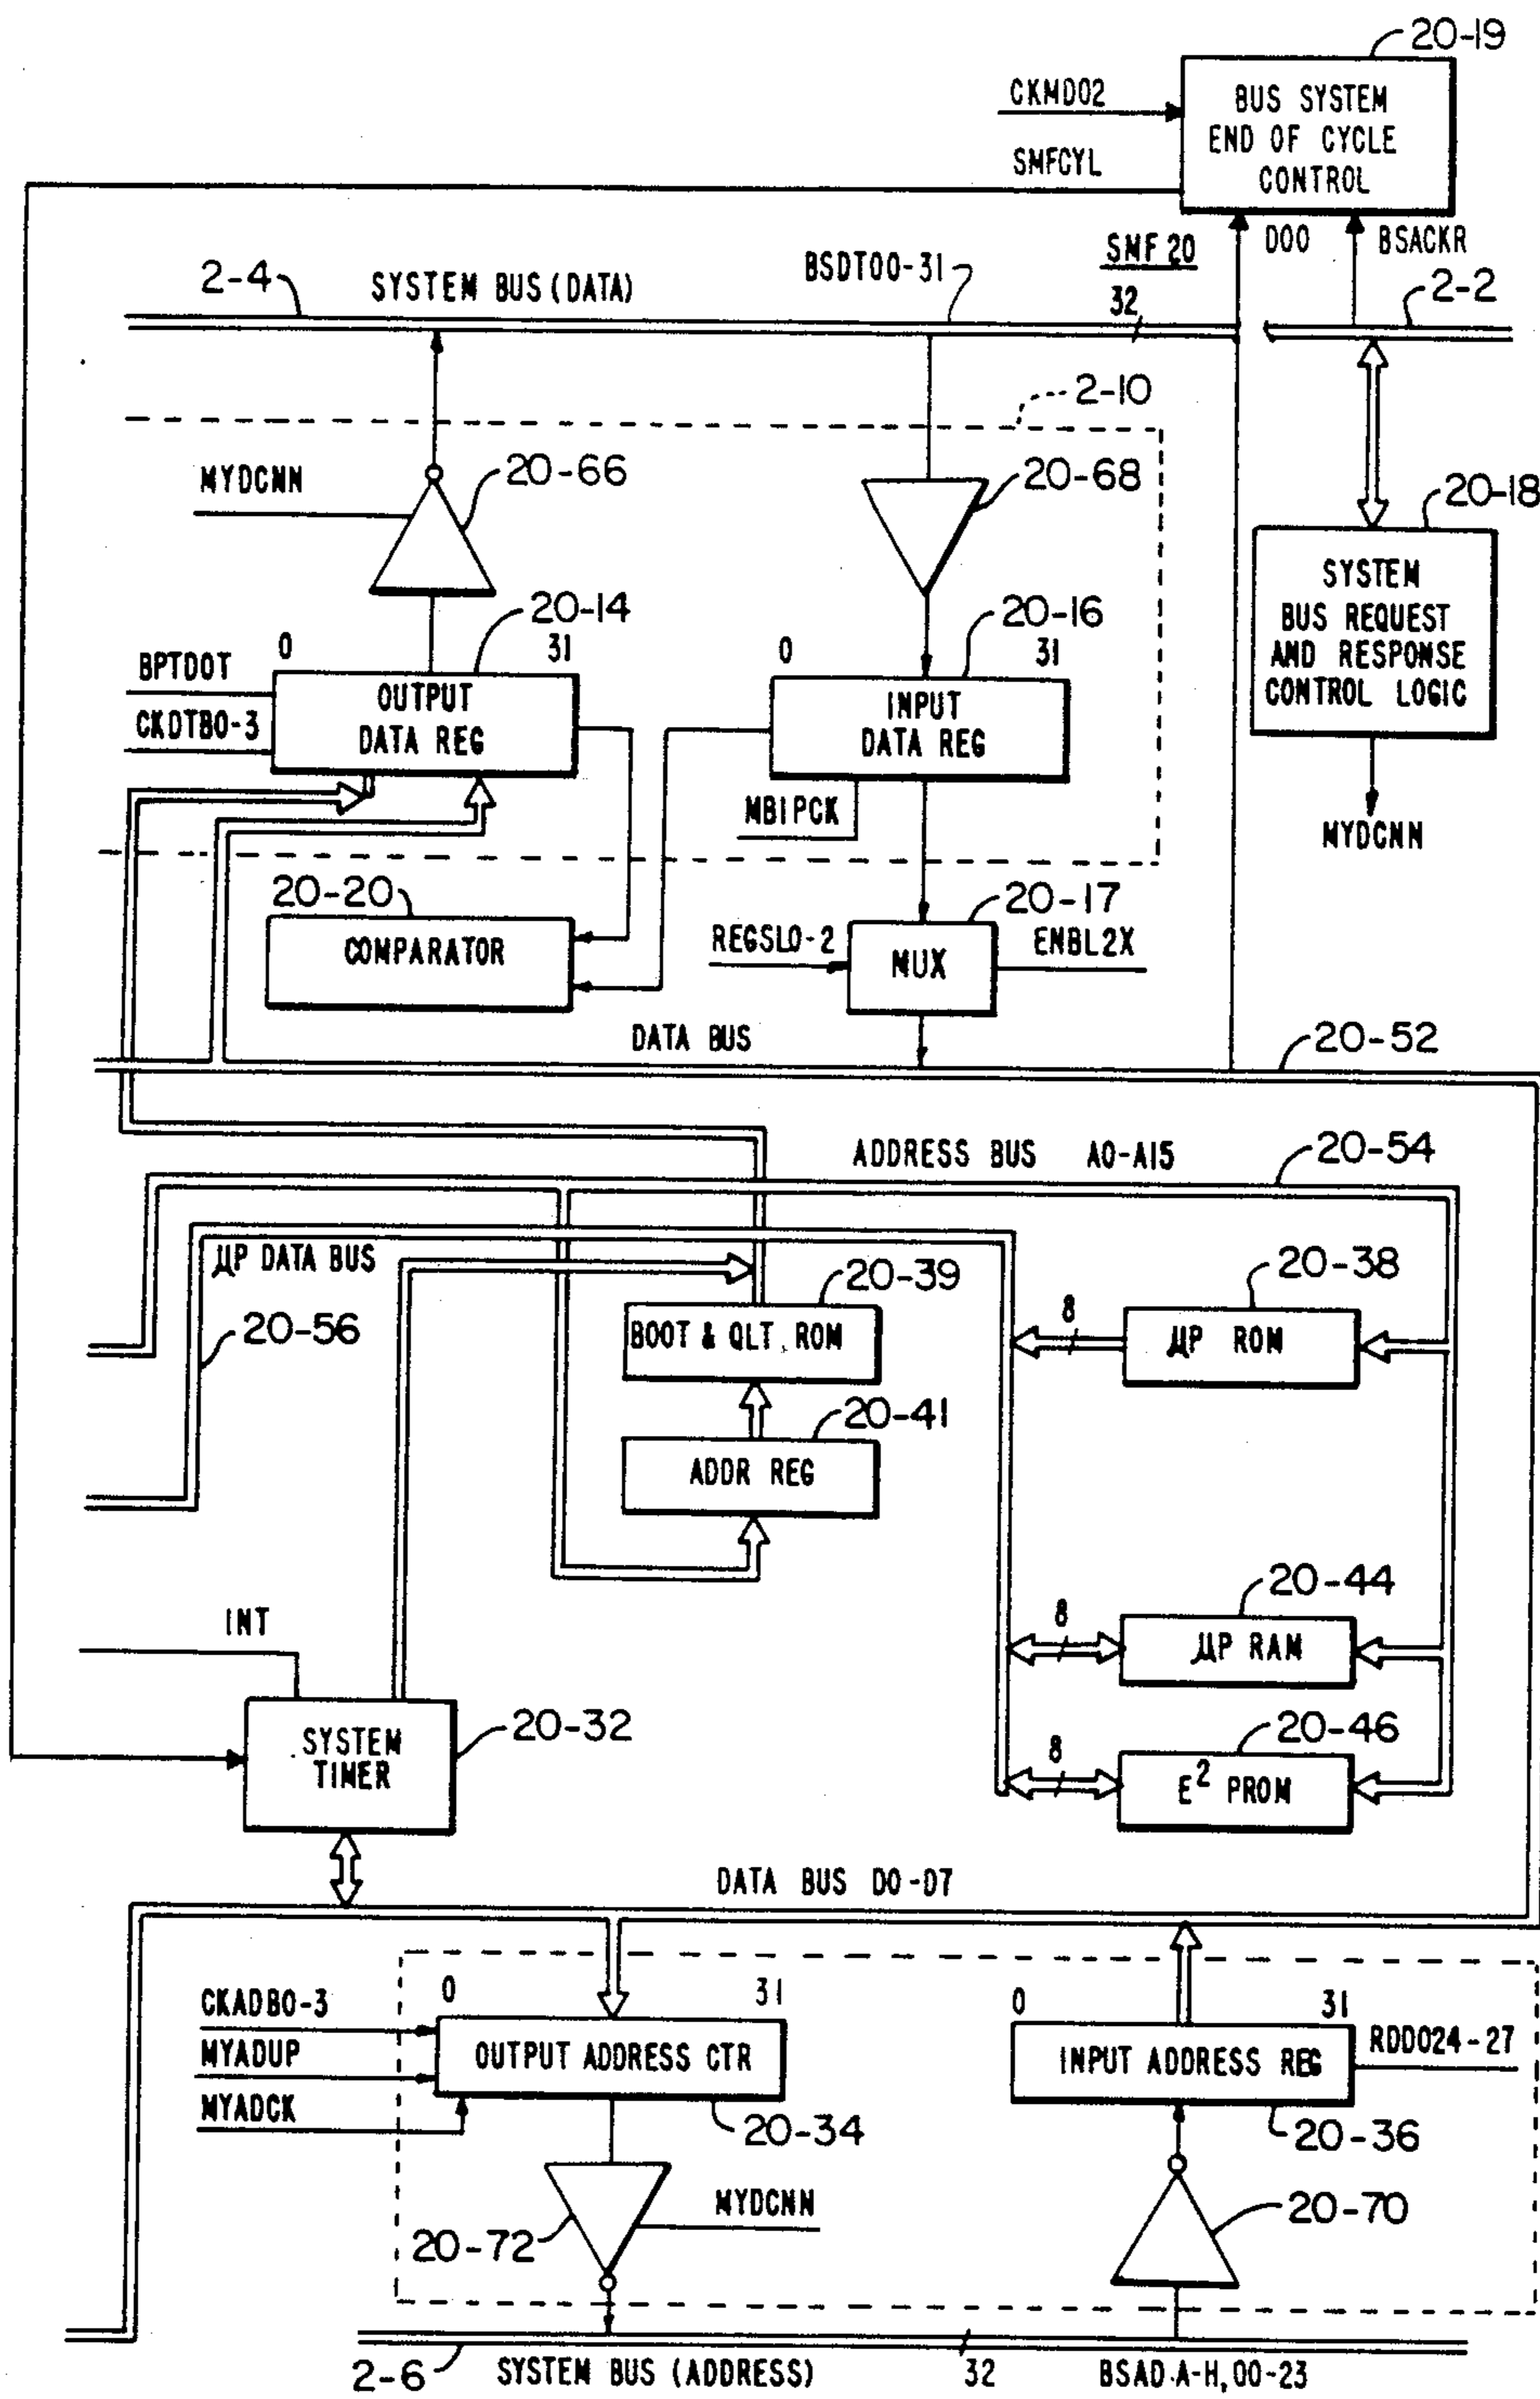 20-19
BUS SYSTEM
END OF CYCLE
CONTROL
CKMD02
SMFCYL
D00
BSACKR
SMF 20
2-4
SYSTEM BUS (DATA)
BSDT00-31
32
2-2
2-10
MYDCNN
20-66
20-68
20-18
SYSTEM
BUS REQUEST
AND RESPONSE
CONTROL LOGIC
MYDCNN
20-14
0
31
BPTDOT
CKDTB0-3
OUTPUT
DATA REG
20-16
0
31
INPUT
DATA REG
MBIPCK
20-20
COMPARATOR
20-17
REGSL0-2
MUX
ENBL2X
DATA BUS
20-52
ADDRESS BUS A0-A15
20-54
µP DATA BUS
20-56
20-39
BOOT & QLT ROM
20-41
ADDR REG
20-38
8
µP ROM
20-44
8
µP RAM
20-46
8
E² PROM
INT
SYSTEM
TIMER
20-32
DATA BUS D0-D7
CKADB0-3
MYADUP
MYADCK
0
31
OUTPUT ADDRESS CTR
20-34
0
31
INPUT ADDRESS REG
RDD024-27
20-36
20-72
MYDCNN
20-70
2-6
SYSTEM BUS (ADDRESS)
32
BSAD A-H, 00-23